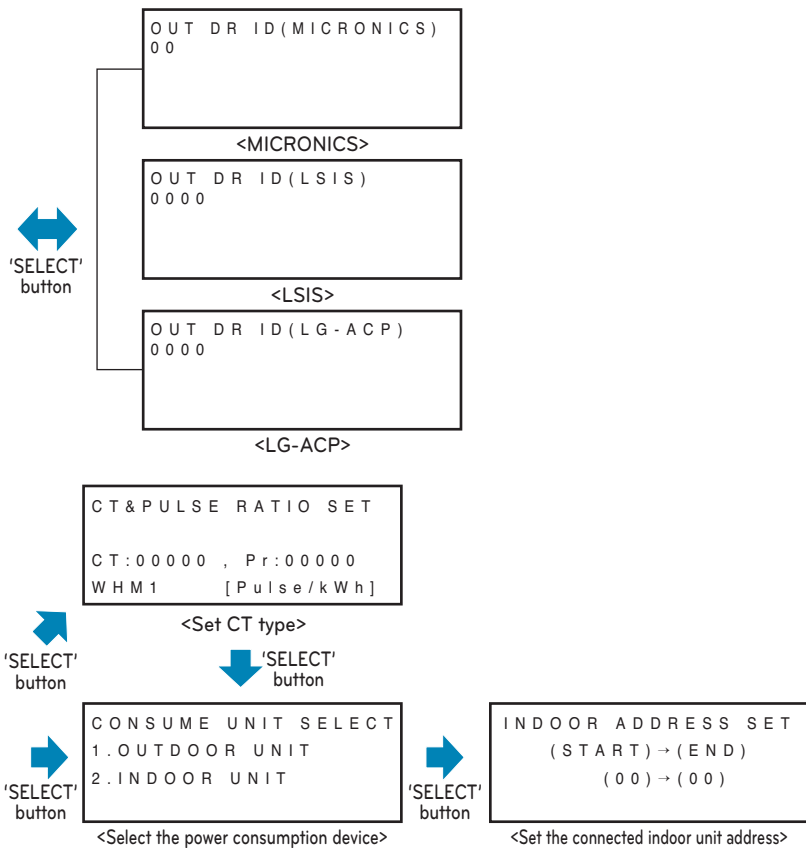 OUT DR ID(MICRONICS)
00
<MICRONICS>
OUT DR ID(LSIS)
0000
'SELECT'
button
<LSIS>
OUT DR ID(LG-ACP)
0000
<LG-ACP>
CT&PULSE RATIO SET
CT:00000 , Pr:00000
WHM1 [Pulse/kWh]
<Set CT type>
'SELECT'
button
'SELECT'
button
CONSUME UNIT SELECT
1.OUTDOOR UNIT
2.INDOOR UNIT
'SELECT'
button
<Select the power consumption device>
'SELECT'
button
INDOOR ADDRESS SET
(START)→(END)
(00)→(00)
<Set the connected indoor unit address>